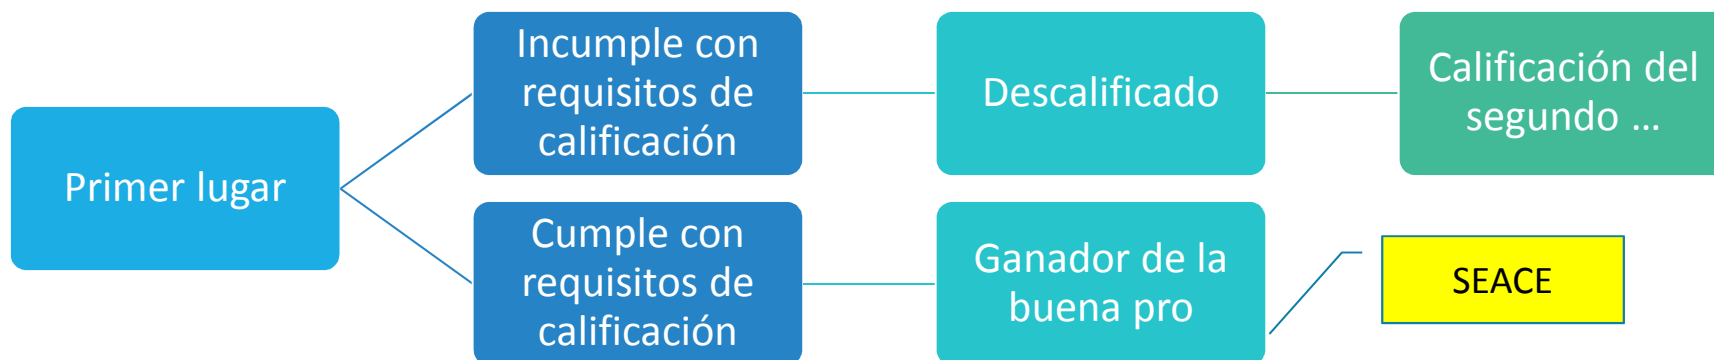 Primer lugar
Incumple con
requisitos de
calificación
Descalificado
Calificación del
segundo ...
Cumple con
requisitos de
calificación
Ganador de la
buena pro
SEACE